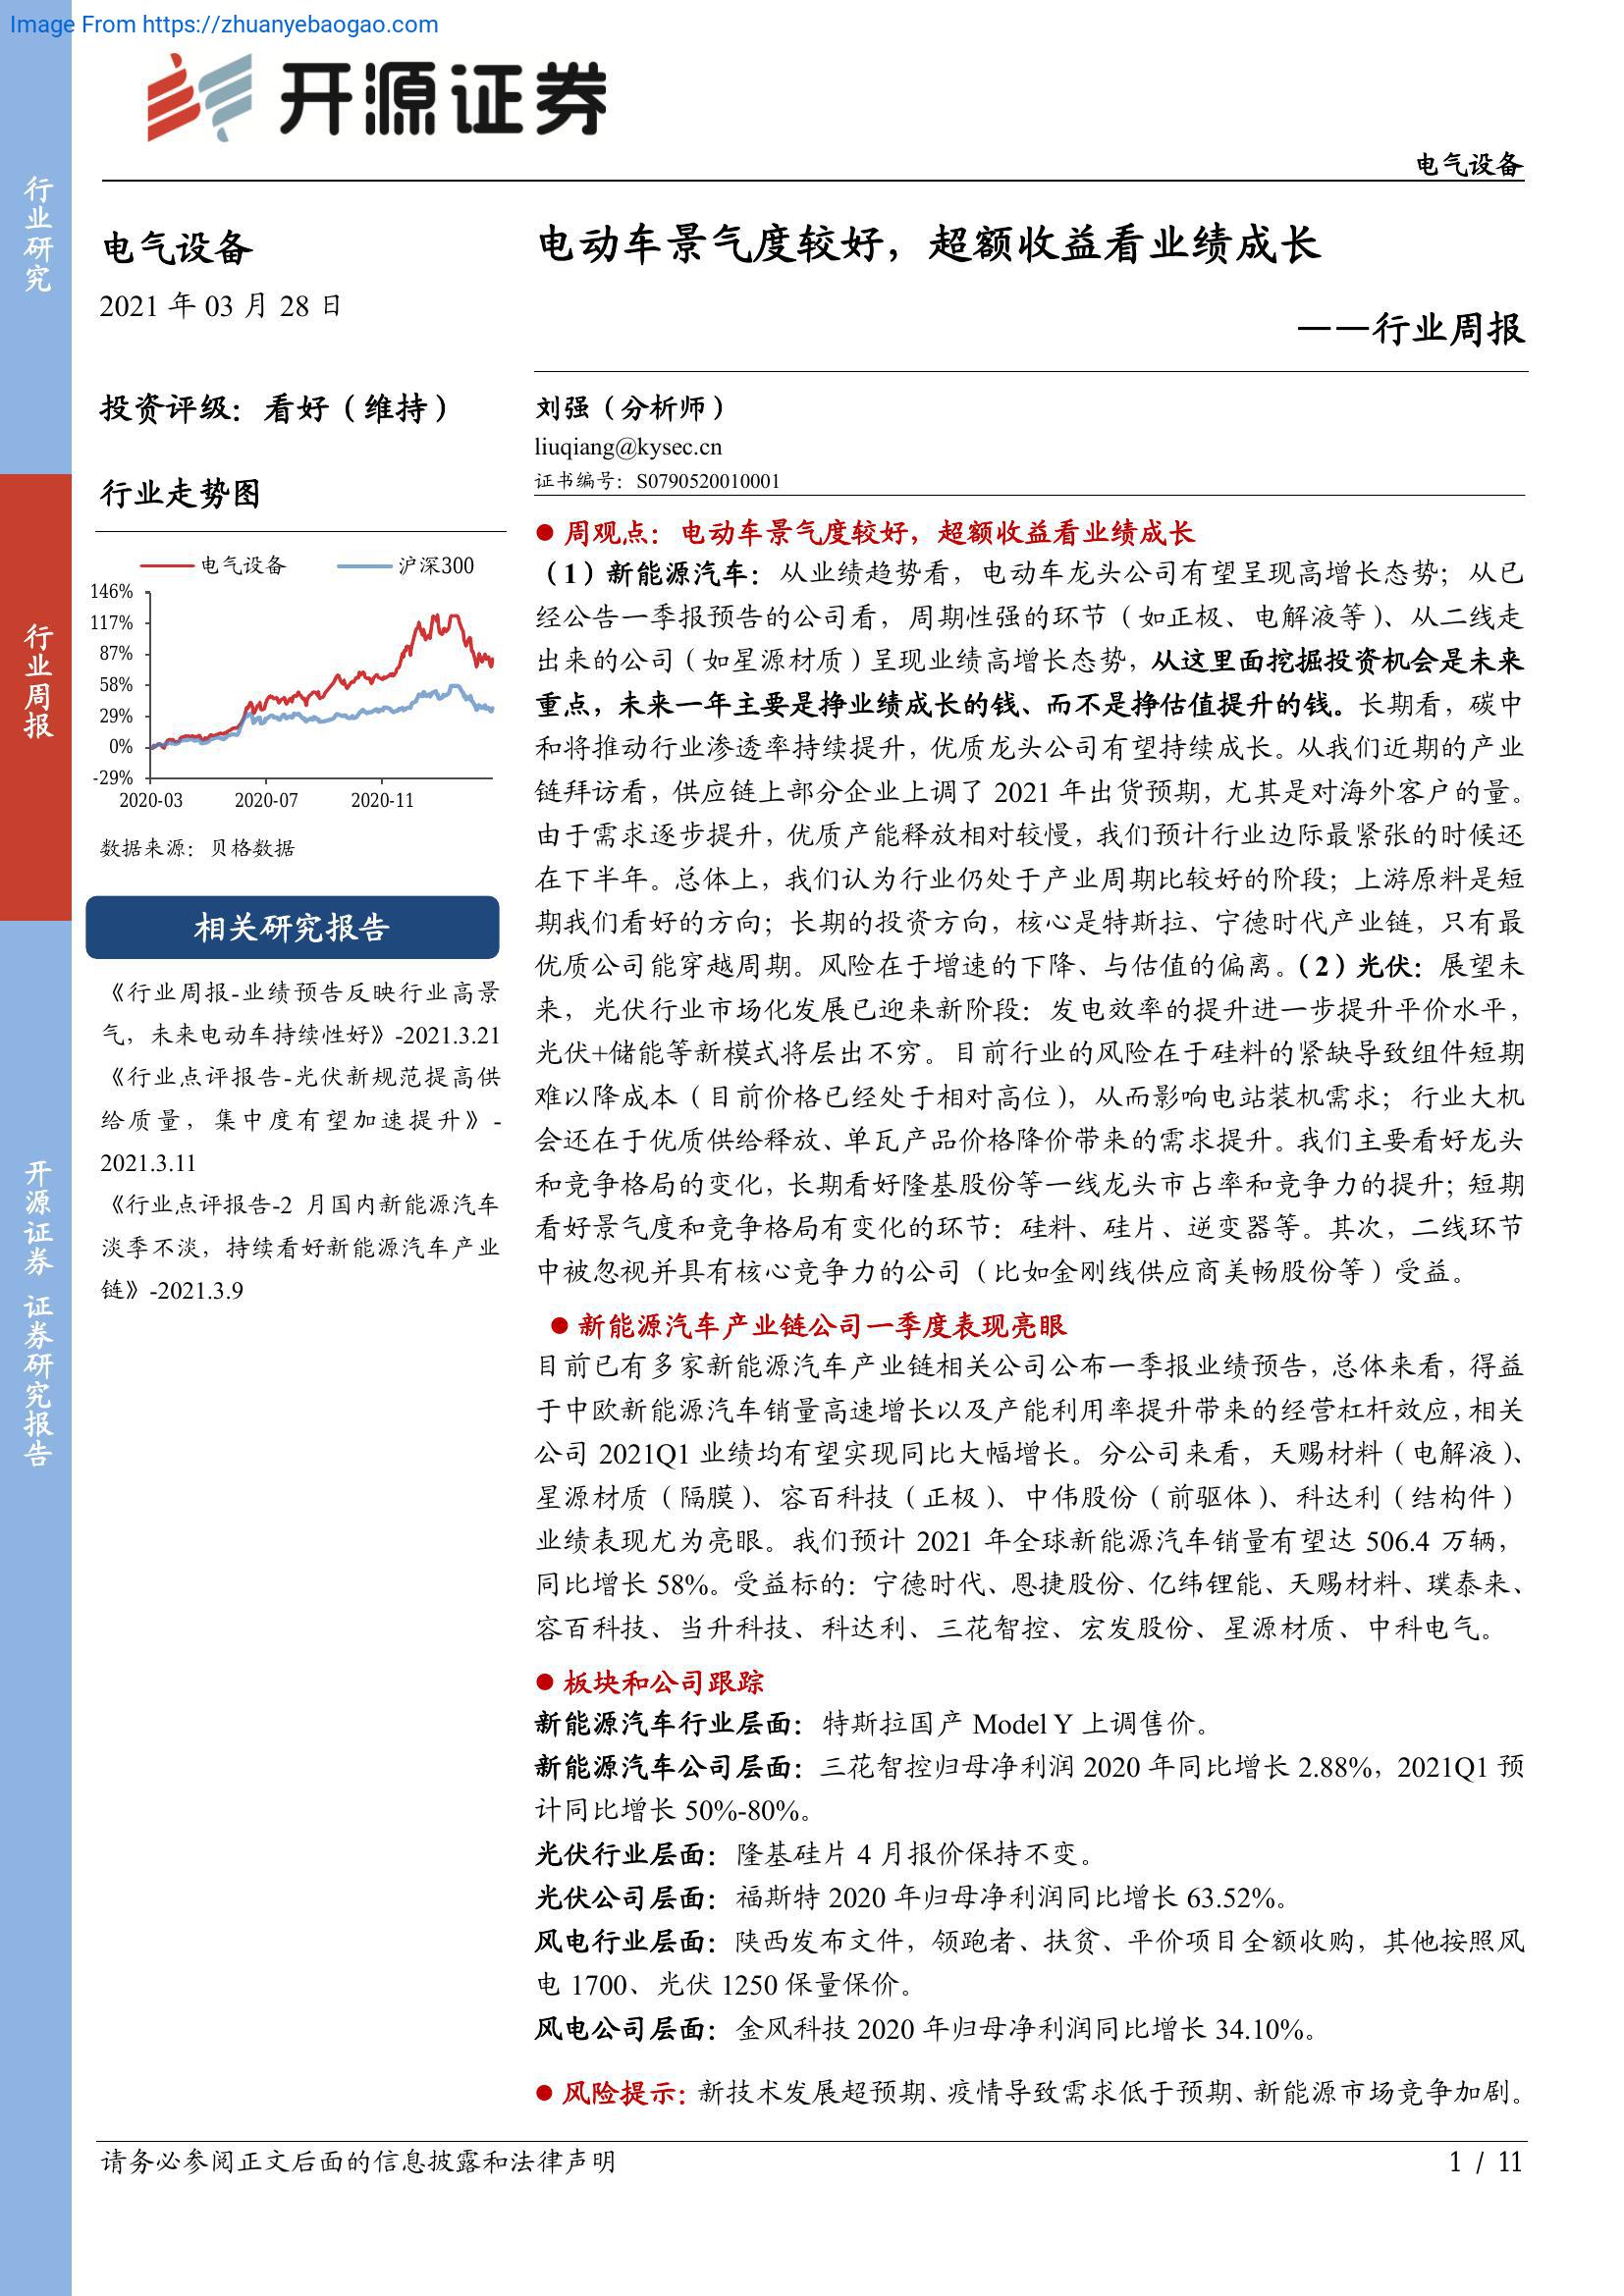 Image From https://zhuanyebaogao.com
开源证券
电气设备
行业研究
行业周报
开源证券 证券研究报告
电气设备
2021 年 03 月 28 日
投资评级：看好（维持）
行业走势图
电气设备 沪深300
146%
117%
87%
58%
29%
0%
-29%
2020-03 2020-07 2020-11
数据来源：贝格数据
相关研究报告
《行业周报-业绩预告反映行业高景
气，未来电动车持续性好》-2021.3.21
《行业点评报告-光伏新规范提高供
给质量，集中度有望加速提升》-
2021.3.11
《行业点评报告-2 月国内新能源汽车
淡季不淡，持续看好新能源汽车产业
链》-2021.3.9
电动车景气度较好，超额收益看业绩成长
——行业周报
刘强（分析师）
liuqiang@kysec.cn
证书编号：S0790520010001
● 周观点：电动车景气度较好，超额收益看业绩成长
（1）新能源汽车：从业绩趋势看，电动车龙头公司有望呈现高增长态势；从已
经公告一季报预告的公司看，周期性强的环节（如正极、电解液等）、从二线走
出来的公司（如星源材质）呈现业绩高增长态势，从这里面挖掘投资机会是未来
重点，未来一年主要是挣业绩成长的钱、而不是挣估值提升的钱。长期看，碳中
和将推动行业渗透率持续提升，优质龙头公司有望持续成长。从我们近期的产业
链拜访看，供应链上部分企业上调了 2021 年出货预期，尤其是对海外客户的量。
由于需求逐步提升，优质产能释放相对较慢，我们预计行业边际最紧张的时候还
在下半年。总体上，我们认为行业仍处于产业周期比较好的阶段；上游原料是短
期我们看好的方向；长期的投资方向，核心是特斯拉、宁德时代产业链，只有最
优质公司能穿越周期。风险在于增速的下降、与估值的偏离。（2）光伏：展望未
来，光伏行业市场化发展已迎来新阶段：发电效率的提升进一步提升平价水平，
光伏+储能等新模式将层出不穷。目前行业的风险在于硅料的紧缺导致组件短期
难以降成本（目前价格已经处于相对高位），从而影响电站装机需求；行业大机
会还在于优质供给释放、单瓦产品价格降价带来的需求提升。我们主要看好龙头
和竞争格局的变化，长期看好隆基股份等一线龙头市占率和竞争力的提升；短期
看好景气度和竞争格局有变化的环节：硅料、硅片、逆变器等。其次，二线环节
中被忽视并具有核心竞争力的公司（比如金刚线供应商美畅股份等）受益。
● 新能源汽车产业链公司一季度表现亮眼
目前已有多家新能源汽车产业链相关公司公布一季报业绩预告，总体来看，得益
于中欧新能源汽车销量高速增长以及产能利用率提升带来的经营杠杆效应，相关
公司 2021Q1 业绩均有望实现同比大幅增长。分公司来看，天赐材料（电解液）、
星源材质（隔膜）、容百科技（正极）、中伟股份（前驱体）、科达利（结构件）
业绩表现尤为亮眼。我们预计 2021 年全球新能源汽车销量有望达 506.4 万辆，
同比增长 58%。受益标的：宁德时代、恩捷股份、亿纬锂能、天赐材料、璞泰来、
容百科技、当升科技、科达利、三花智控、宏发股份、星源材质、中科电气。
● 板块和公司跟踪
新能源汽车行业层面：特斯拉国产 Model Y 上调售价。
新能源汽车公司层面：三花智控归母净利润 2020 年同比增长 2.88%，2021Q1 预
计同比增长 50%-80%。
光伏行业层面：隆基硅片 4 月报价保持不变。
光伏公司层面：福斯特 2020 年归母净利润同比增长 63.52%。
风电行业层面：陕西发布文件，领跑者、扶贫、平价项目全额收购，其他按照风
电 1700、光伏 1250 保量保价。
风电公司层面：金风科技 2020 年归母净利润同比增长 34.10%。
● 风险提示：新技术发展超预期、疫情导致需求低于预期、新能源市场竞争加剧。
请务必参阅正文后面的信息披露和法律声明 1 / 11